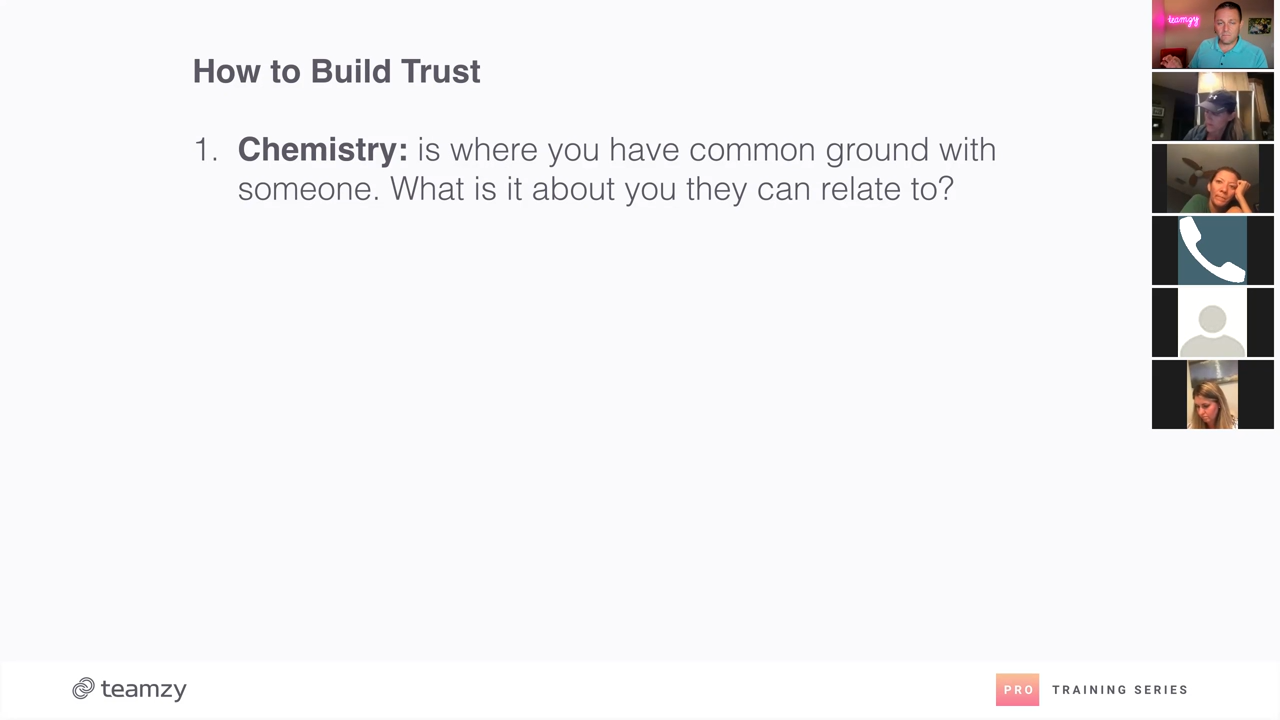 How to Build Trust
1. Chemistry: is where you have common ground with
someone. What is it about you they can relate to?
teamzy
teamzy
PRO TRAINING SERIES